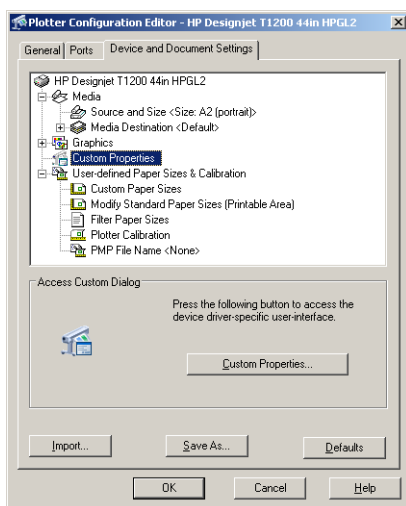 Plotter Configuration Editor - HP Designjet T1200 44in HPGL2
General Ports Device and Document Settings
HP Designjet T1200 44in HPGL2
Media
Source and Size <Size: A2 (portrait)>
Media Destination <Default>
Graphics
Custom Properties
User-defined Paper Sizes & Calibration
Custom Paper Sizes
Modify Standard Paper Sizes (Printable Area)
Filter Paper Sizes
Plotter Calibration
PMP File Name <None>
Access Custom Dialog
Press the following button to access the
device driver-specific user-interface.
Custom Properties...
Import... Save As... Defaults
OK Cancel Help